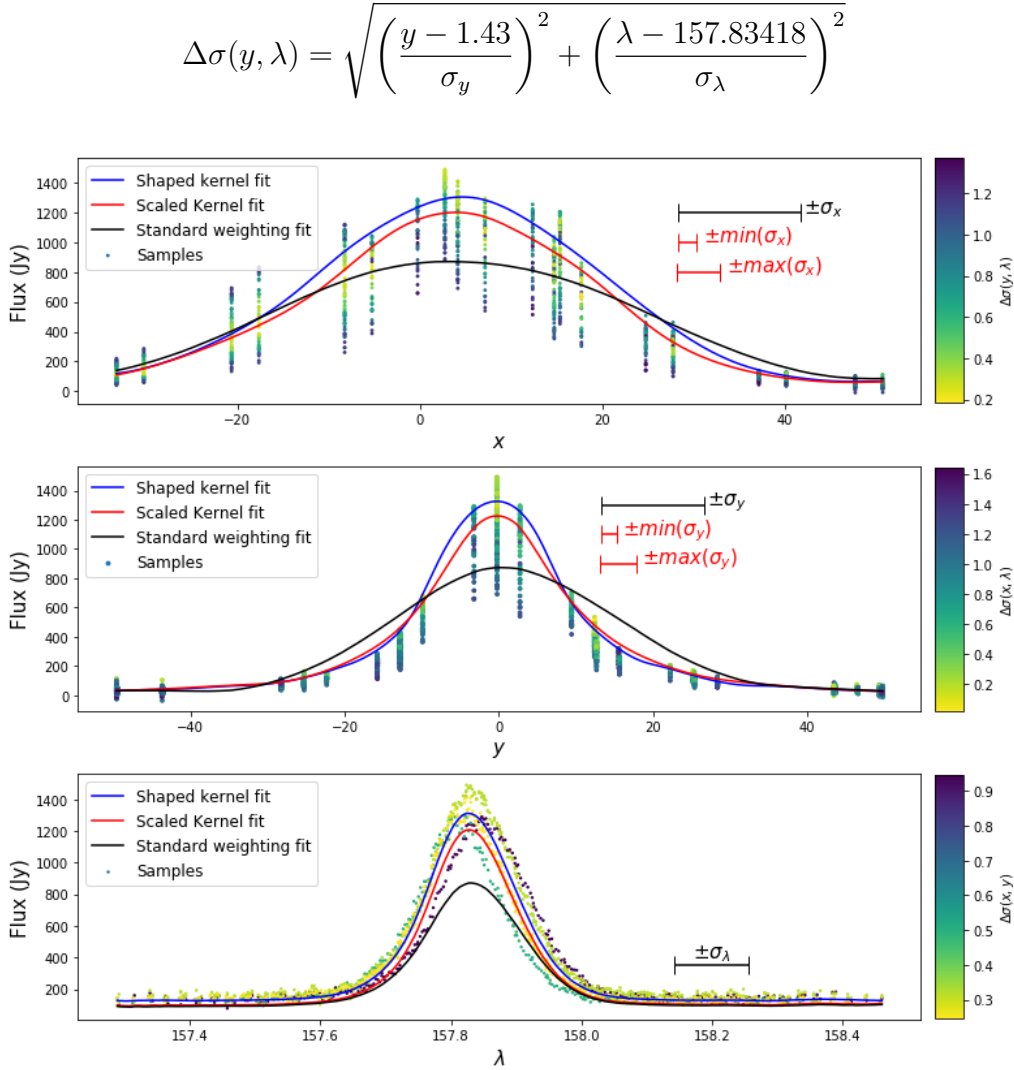 Δσ(y, λ) = √((y − 1.43)/σ_y)² + ((λ − 157.83418)/σ_λ)²
Shaped kernel fit
Scaled Kernel fit
Standard weighting fit
Samples
±σ_x
±min(σ_x)
±max(σ_x)
Flux (Jy)
1400
1200
1000
800
600
400
200
0
−20
0
20
40
x
1.2
1.0
0.8
0.6
0.4
0.2
Δσ(y, λ)
Shaped kernel fit
Scaled Kernel fit
Standard weighting fit
Samples
±σ_y
±min(σ_y)
±max(σ_y)
Flux (Jy)
1400
1200
1000
800
600
400
200
0
−40
−20
0
20
40
y
1.6
1.4
1.2
1.0
0.8
0.6
0.4
0.2
Δσ(x, λ)
Shaped kernel fit
Scaled Kernel fit
Standard weighting fit
Samples
±σ_λ
Flux (Jy)
1400
1200
1000
800
600
400
200
157.4
157.6
157.8
158.0
158.2
158.4
λ
0.9
0.8
0.7
0.6
0.5
0.4
0.3
Δσ(x, y)